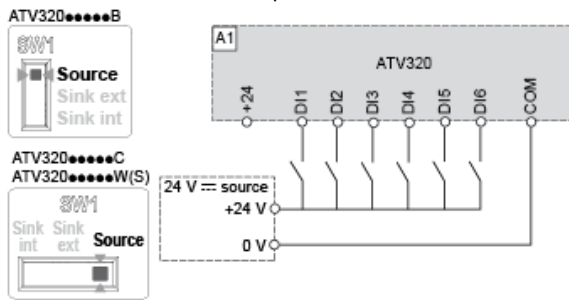 ATV320●●●●●B
SW1
Source
Sink ext
Sink int
ATV320●●●●●C
ATV320●●●●●W(S)
SW1
Sink int
Sink ext
Source
A1
ATV320
+24
DI1
DI2
DI3
DI4
DI5
DI6
COM
24 V ⎓ source
+24 V
0 V